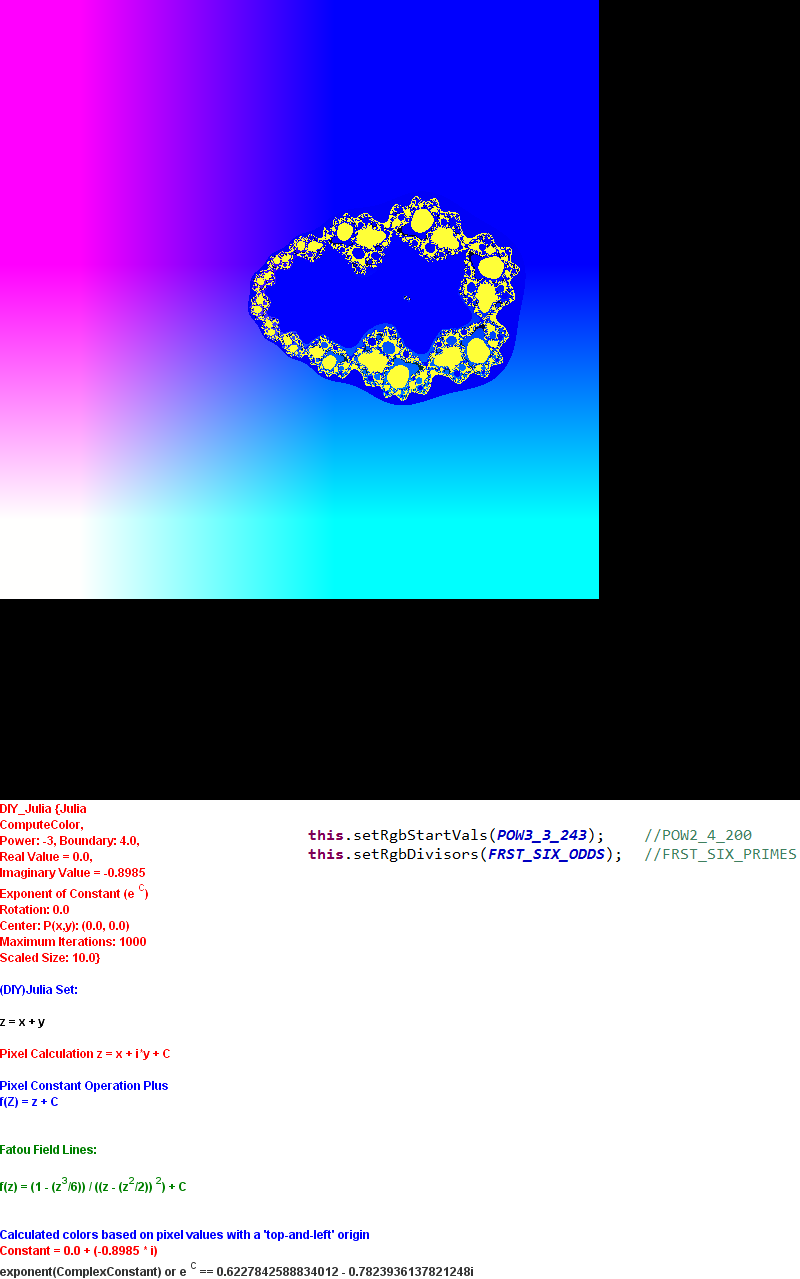 DIY_Julia {Julia
ComputeColor,
Power: -3, Boundary: 4.0,
Real Value = 0.0,
Imaginary Value = -0.8985
Exponent of Constant (e C)
Rotation: 0.0
Center: P(x,y): (0.0, 0.0)
Maximum Iterations: 1000
Scaled Size: 10.0}
this.setRgbStartVals(POW3_3_243); //POW2_4_200
this.setRgbDivisors(FRST_SIX_ODDS); //FRST_SIX_PRIMES
(DIY)Julia Set:
z = x + y
Pixel Calculation z = x + i*y + C
Pixel Constant Operation Plus
f(Z) = z + C
Fatou Field Lines:
f(z) = (1 - (z^3/6)) / ((z - (z^2/2)) ^2) + C
Calculated colors based on pixel values with a 'top-and-left' origin
Constant = 0.0 + (-0.8985 * i)
exponent(ComplexConstant) or e C == 0.6227842588834012 - 0.7823936137821248i